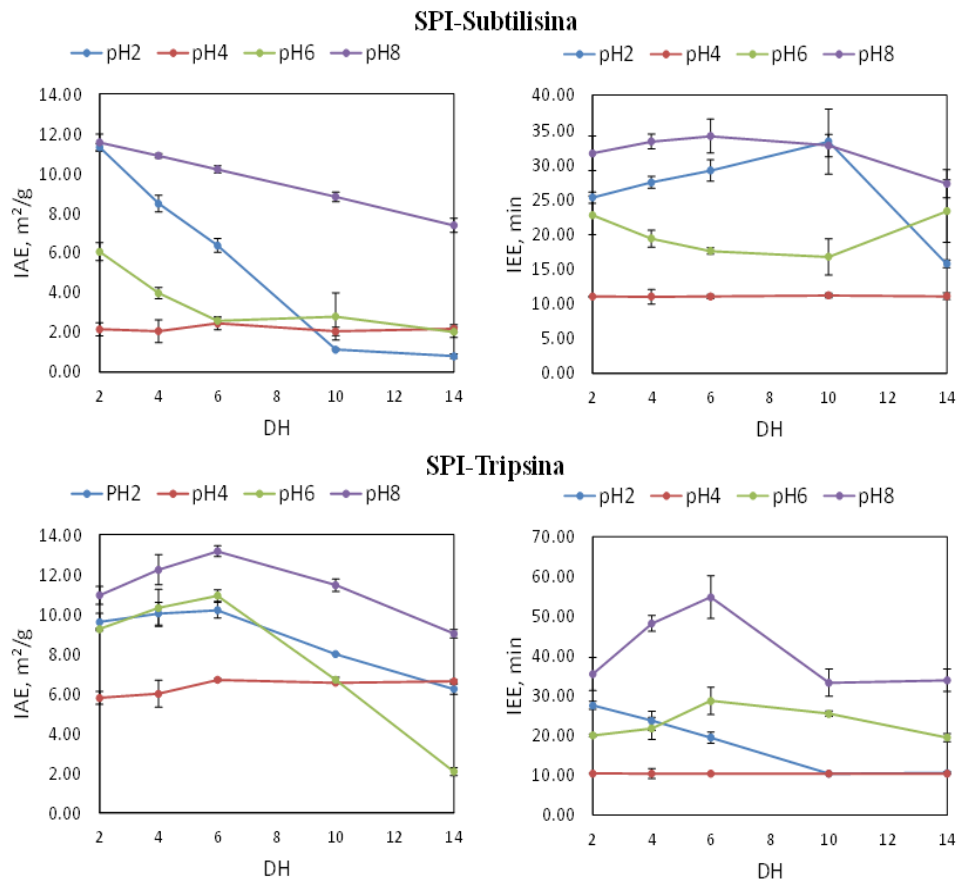 SPI-Subtilisina
pH2 pH4 pH6 pH8
14.00
12.00
10.00
8.00
6.00
4.00
2.00
0.00
IAE, m²/g
2 4 6 8 10 12 14
DH
pH2 pH4 pH6 pH8
40.00
35.00
30.00
25.00
20.00
15.00
10.00
5.00
0.00
IEE, min
2 4 6 8 10 12 14
DH
SPI-Tripsina
PH2 pH4 pH6 pH8
14.00
12.00
10.00
8.00
6.00
4.00
2.00
0.00
IAE, m²/g
2 4 6 8 10 12 14
DH
pH2 pH4 pH6 pH8
70.00
60.00
50.00
40.00
30.00
20.00
10.00
0.00
IEE, min
2 4 6 8 10 12 14
DH